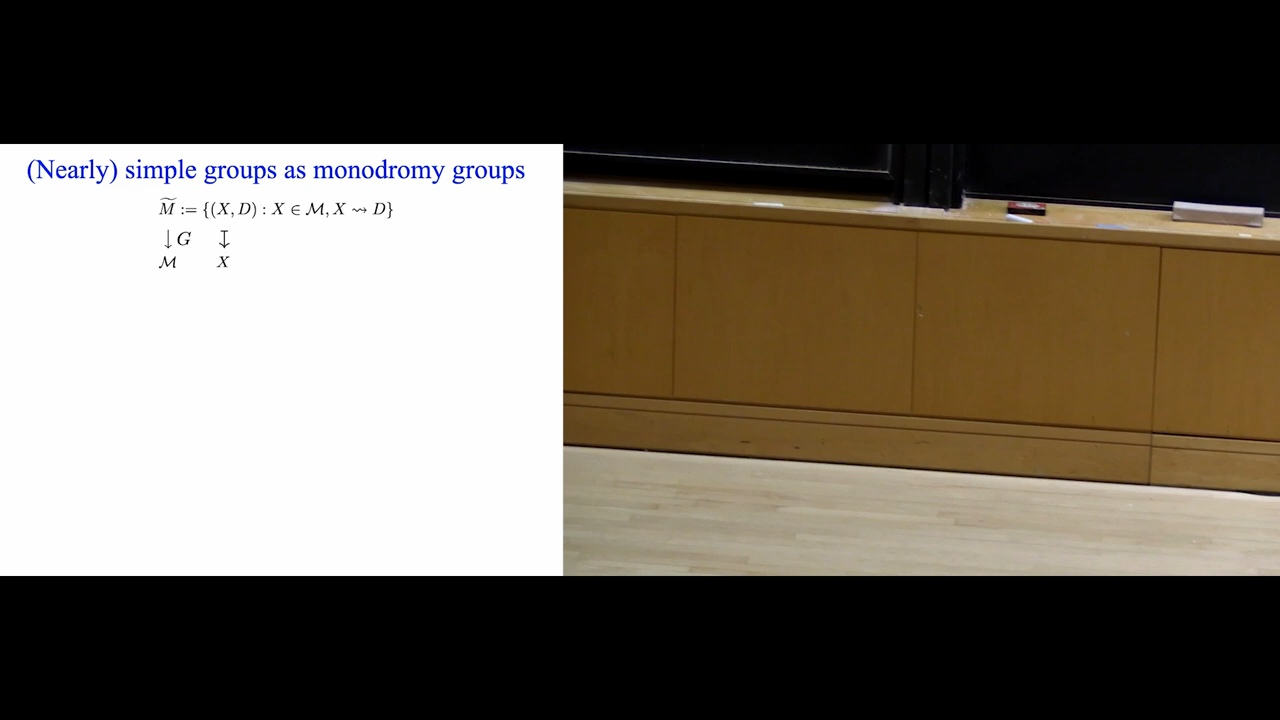 (Nearly) simple groups as monodromy groups
M̃ := {(X, D) : X ∈ ℳ, X ⇝ D}
↓ G ↧
ℳ X